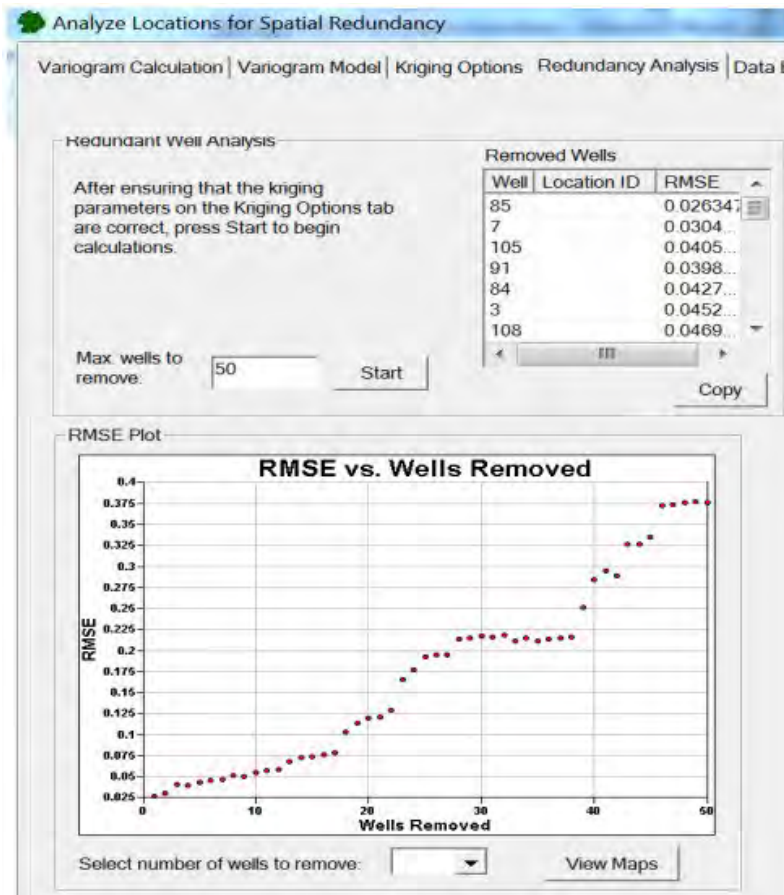 Analyze Locations for Spatial Redundancy
Variogram Calculation | Variogram Model | Kriging Options Redundancy Analysis | Data
Redundant Well Analysis
After ensuring that the kriging
parameters on the Kriging Options tab
are correct, press Start to begin
calculations.
Max. wells to
remove:
50
Start
Removed Wells
Well Location ID RMSE
85 0.026347
7 0.0304...
105 0.0405...
91 0.0398...
84 0.0427...
3 0.0452...
108 0.0469...
Copy
RMSE Plot
RMSE vs. Wells Removed
0.4
0.375
0.35
0.325
0.3
0.275
0.25
0.225
0.2
0.175
0.15
0.125
0.1
0.075
0.05
0.025
RMSE
0 10 20 30 40 50
Wells Removed
Select number of wells to remove:
View Maps